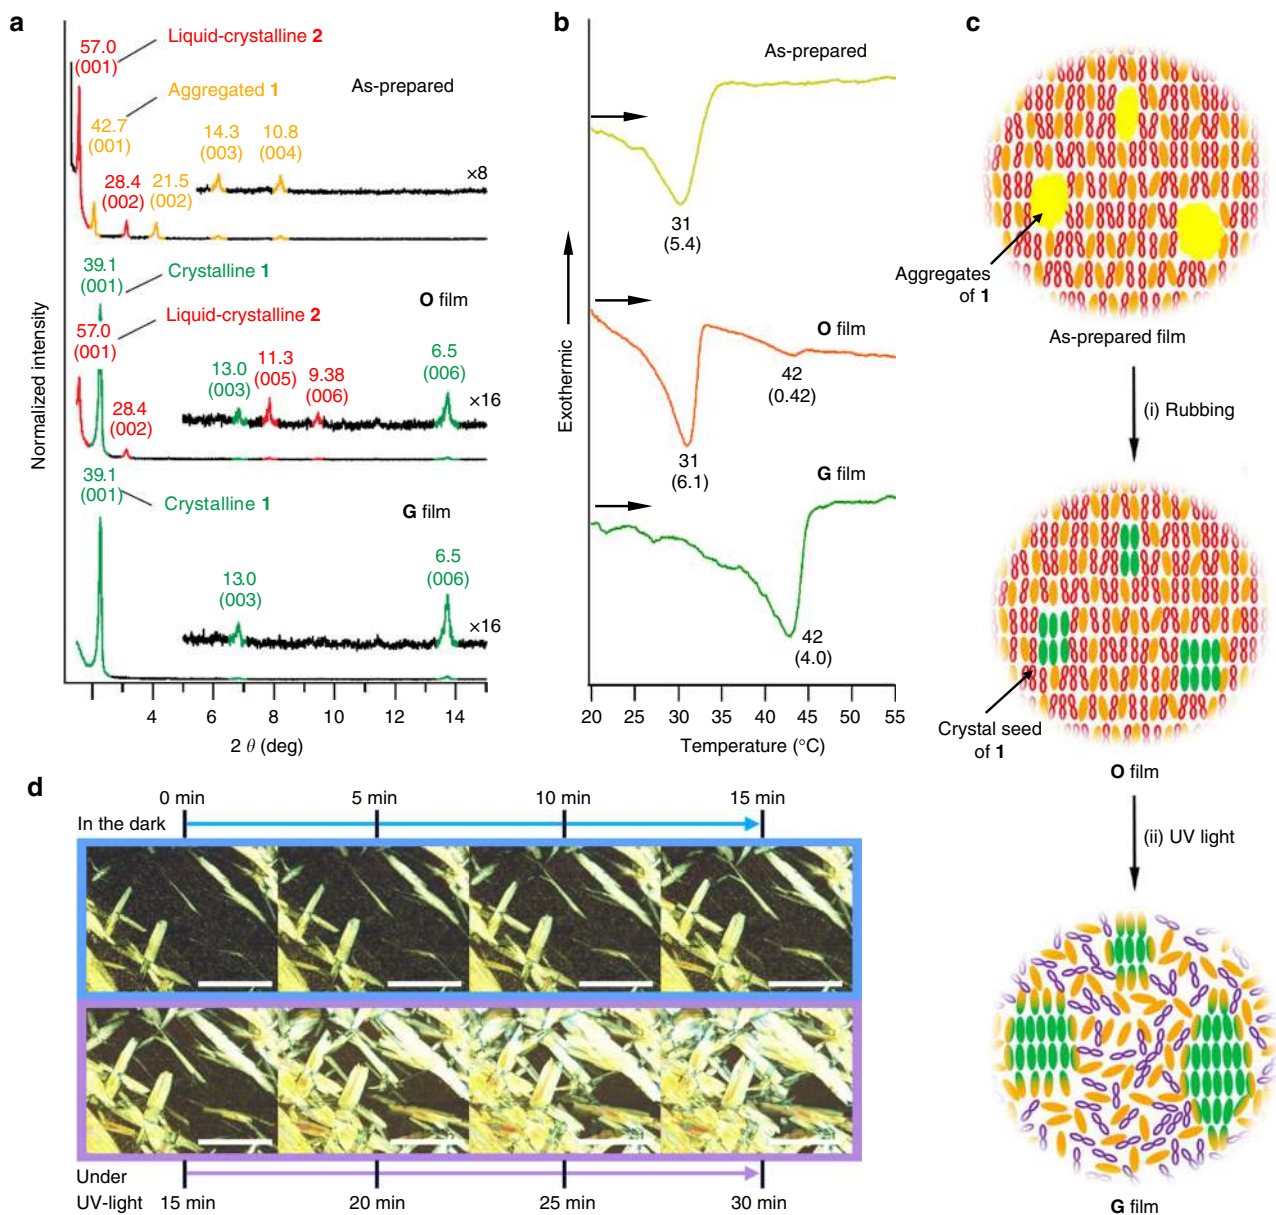 a
57.0
(001)
Liquid-crystalline 2
Aggregated 1
As-prepared
42.7
(001)
14.3
(003)
10.8
(004)
28.4
(002)
21.5
(002)
×8
39.1
(001)
Crystalline 1
O film
57.0
(001)
Liquid-crystalline 2
28.4
(002)
13.0
(003)
11.3
(005)
9.38
(006)
6.5
(006)
×16
39.1
(001)
Crystalline 1
G film
13.0
(003)
6.5
(006)
×16
Normalized intensity
4 6 8 10 12 14
2 θ (deg)
b
As-prepared
31
(5.4)
O film
42
(0.42)
31
(6.1)
G film
42
(4.0)
Exothermic
20 25 30 35 40 45 50 55
Temperature (°C)
c
Aggregates
of 1
As-prepared film
(i) Rubbing
Crystal seed
of 1
O film
(ii) UV light
G film
d
0 min 5 min 10 min 15 min
In the dark
Under
UV-light 15 min 20 min 25 min 30 min